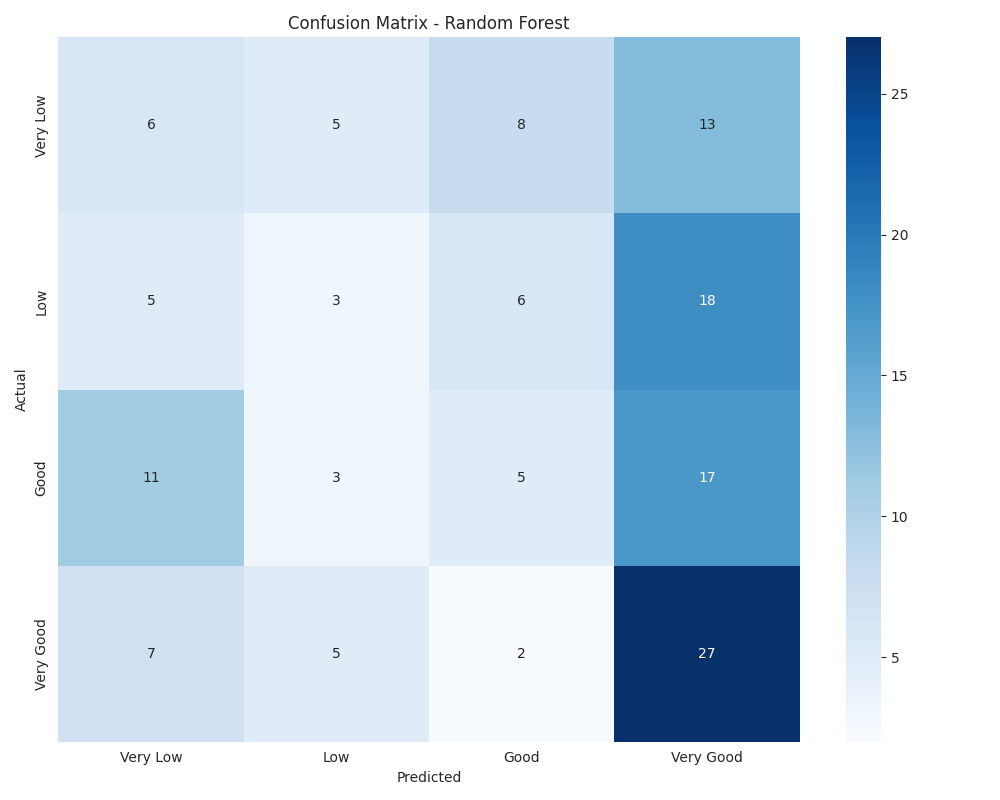 Confusion Matrix - Random Forest
Very Low
6 5 8 13
Low
5 3 6 18
Good
11 3 5 17
Very Good
7 5 2 27
Actual
Very Low Low Good Very Good
Predicted
25
20
15
10
5